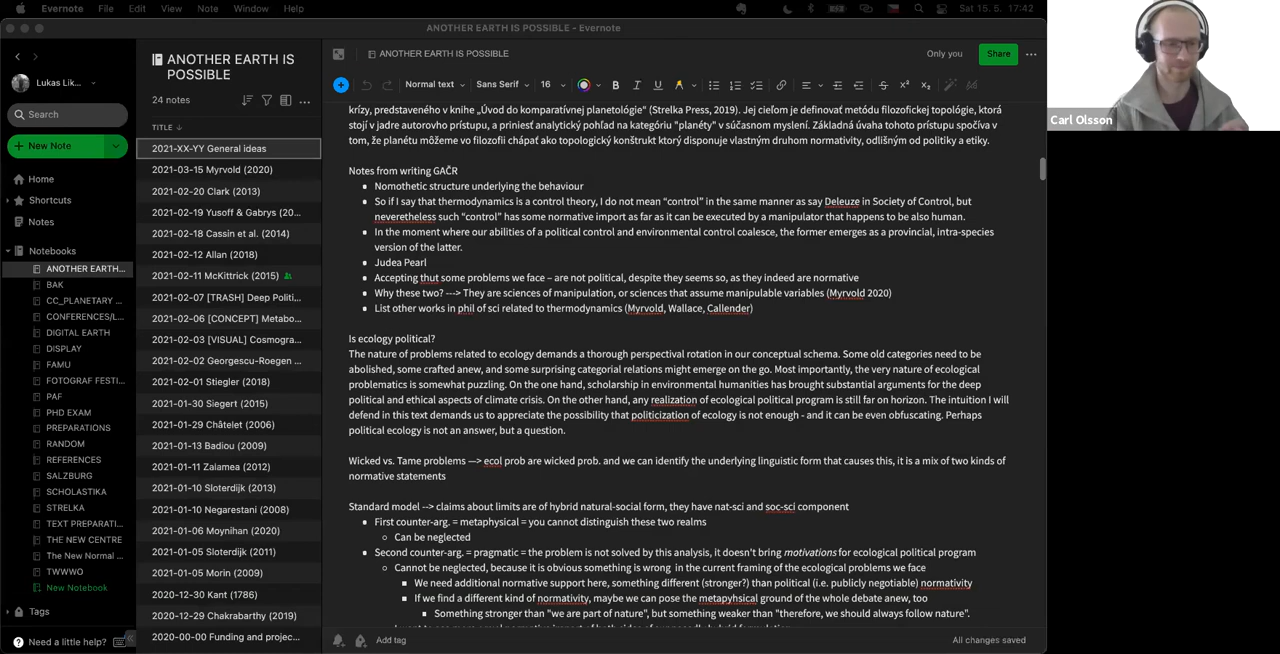 Evernote File Edit View Note Window Help
Sat 15. 5. 17:42
ANOTHER EARTH IS POSSIBLE - Evernote
Lukas Lik...
Search
New Note
Home
Shortcuts
Notes
Notebooks
ANOTHER EARTH...
BAK
CC_PLANETARY ...
CONFERENCES/L...
DIGITAL EARTH
DISPLAY
FAMU
FOTOGRAF FESTI...
PAF
PHD EXAM
PREPARATIONS
RANDOM
REFERENCES
SALZBURG
SCHOLASTIKA
STRELKA
TEXT PREPARATI...
THE NEW CENTRE
The New Normal ...
TWWWO
New Notebook
Tags
Need a little help?
ANOTHER EARTH IS
POSSIBLE
24 notes
TITLE
2021-XX-YY General ideas
2021-03-15 Myrvold (2020)
2021-02-20 Clark (2013)
2021-02-19 Yusoff & Gabrys (20...
2021-02-18 Cassin et al. (2014)
2021-02-12 Allan (2018)
2021-02-11 McKittrick (2015)
2021-02-07 [TRASH] Deep Politi...
2021-02-06 [CONCEPT] Metabo...
2021-02-03 [VISUAL] Cosmogra...
2021-02-02 Georgescu-Roegen ...
2021-02-01 Stiegler (2018)
2021-01-30 Siegert (2015)
2021-01-29 Châtelet (2006)
2021-01-13 Badiou (2009)
2021-01-11 Zalamea (2012)
2021-01-10 Sloterdijk (2013)
2021-01-10 Negarestani (2008)
2021-01-06 Moynihan (2020)
2021-01-05 Sloterdijk (2011)
2021-01-05 Morin (2009)
2020-12-30 Kant (1786)
2020-12-29 Chakrabarthy (2019)
2020-00-00 Funding and projec...
ANOTHER EARTH IS POSSIBLE
Only you
Share
Normal text
Sans Serif
16
B I U
krízy, predstaveného v knihe „Úvod do komparatívnej planetológie" (Strelka Press, 2019). Jej cieľom je definovať metódu filozofickej topológie, ktorá
stojí v jadre autorovho prístupu, a priniesť analytický pohľad na kategóriu "planéty" v súčasnom myslení. Základná úvaha tohoto prístupu spočíva v
tom, že planétu môžeme vo filozofii chápať ako topologický konštrukt ktorý disponuje vlastným druhom normativity, odlišným od politiky a etiky.
Notes from writing GAČR
Nomothetic structure underlying the behaviour
So if I say that thermodynamics is a control theory, I do not mean "control" in the same manner as say Deleuze in Society of Control, but
neveretheless such "control" has some normative import as far as it can be executed by a manipulator that happens to be also human.
In the moment where our abilities of a political control and environmental control coalesce, the former emerges as a provincial, intra-species
version of the latter.
Judea Pearl
Accepting thut some problems we face – are not political, despite they seems so, as they indeed are normative
Why these two? ---> They are sciences of manipulation, or sciences that assume manipulable variables (Myrvold 2020)
List other works in phil of sci related to thermodynamics (Myrvold, Wallace, Callender)
Is ecology political?
The nature of problems related to ecology demands a thorough perspectival rotation in our conceptual schema. Some old categories need to be
abolished, some crafted anew, and some surprising categorial relations might emerge on the go. Most importantly, the very nature of ecological
problematics is somewhat puzzling. On the one hand, scholarship in environmental humanities has brought substantial arguments for the deep
political and ethical aspects of climate crisis. On the other hand, any realization of ecological political program is still far on horizon. The intuition I will
defend in this text demands us to appreciate the possibility that politicization of ecology is not enough - and it can be even obfuscating. Perhaps
political ecology is not an answer, but a question.
Wicked vs. Tame problems —> ecol prob are wicked prob. and we can identify the underlying linguistic form that causes this, it is a mix of two kinds of
normative statements
Standard model --> claims about limits are of hybrid natural-social form, they have nat-sci and soc-sci component
First counter-arg. = metaphysical = you cannot distinguish these two realms
Can be neglected
Second counter-arg. = pragmatic = the problem is not solved by this analysis, it doesn't bring motivations for ecological political program
Cannot be neglected, because it is obvious something is wrong in the current framing of the ecological problems we face
We need additional normative support here, something different (stronger?) than political (i.e. publicly negotiable) normativity
If we find a different kind of normativity, maybe we can pose the metapyhsical ground of the whole debate anew, too
Something stronger than "we are part of nature", but something weaker than "therefore, we should always follow nature".
Add tag
All changes saved
Carl Olsson